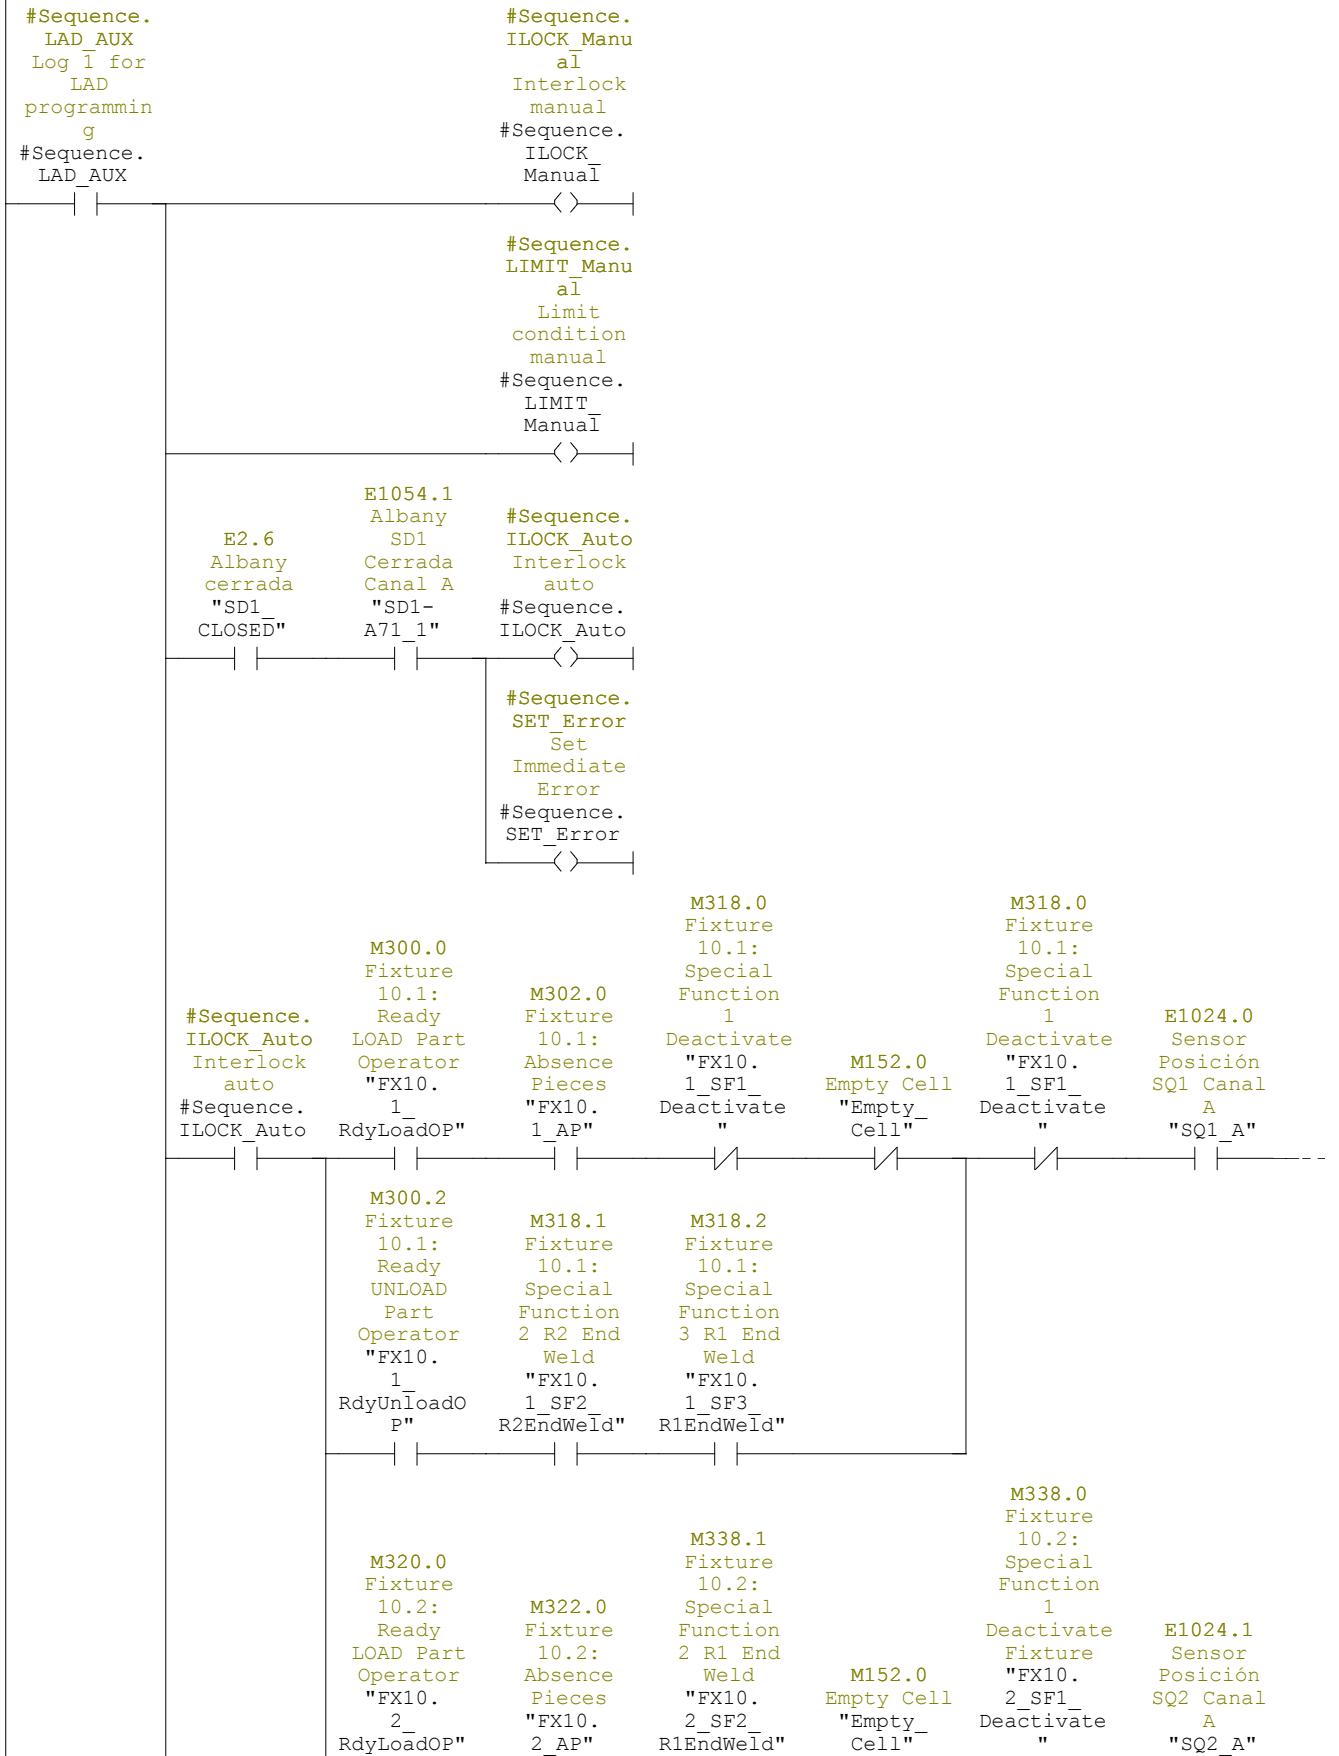 #Sequence.
LAD_AUX
Log 1 for
LAD
programmin
g
#Sequence.
LAD_AUX
#Sequence.
ILOCK_Manu
al
Interlock
manual
#Sequence.
ILOCK_
Manual
#Sequence.
LIMIT_Manu
al
Limit
condition
manual
#Sequence.
LIMIT_
Manual
E2.6
Albany
cerrada
"SD1_
CLOSED"
E1054.1
Albany
SD1
Cerrada
Canal A
"SD1-
A71_1"
#Sequence.
ILOCK_Auto
Interlock
auto
#Sequence.
ILOCK_Auto
#Sequence.
SET_Error
Set
Immediate
Error
#Sequence.
SET_Error
#Sequence.
ILOCK_Auto
Interlock
auto
#Sequence.
ILOCK_Auto
M300.0
Fixture
10.1:
Ready
LOAD Part
Operator
"FX10.
1_
RdyLoadOP"
M302.0
Fixture
10.1:
Absence
Pieces
"FX10.
1_AP"
M318.0
Fixture
10.1:
Special
Function
1
Deactivate
"FX10.
1_SF1_
Deactivate
"
M152.0
Empty Cell
"Empty_
Cell"
M318.0
Fixture
10.1:
Special
Function
1
Deactivate
"FX10.
1_SF1_
Deactivate
"
E1024.0
Sensor
Posición
SQ1 Canal
A
"SQ1_A"
M300.2
Fixture
10.1:
Ready
UNLOAD
Part
Operator
"FX10.
1_
RdyUnloadO
P"
M318.1
Fixture
10.1:
Special
Function
2 R2 End
Weld
"FX10.
1_SF2_
R2EndWeld"
M318.2
Fixture
10.1:
Special
Function
3 R1 End
Weld
"FX10.
1_SF3_
R1EndWeld"
M320.0
Fixture
10.2:
Ready
LOAD Part
Operator
"FX10.
2_
RdyLoadOP"
M322.0
Fixture
10.2:
Absence
Pieces
"FX10.
2_AP"
M338.1
Fixture
10.2:
Special
Function
2 R1 End
Weld
"FX10.
2_SF2_
R1EndWeld"
M152.0
Empty Cell
"Empty_
Cell"
M338.0
Fixture
10.2:
Special
Function
1
Deactivate
Fixture
"FX10.
2_SF1_
Deactivate
"
E1024.1
Sensor
Posición
SQ2 Canal
A
"SQ2_A"